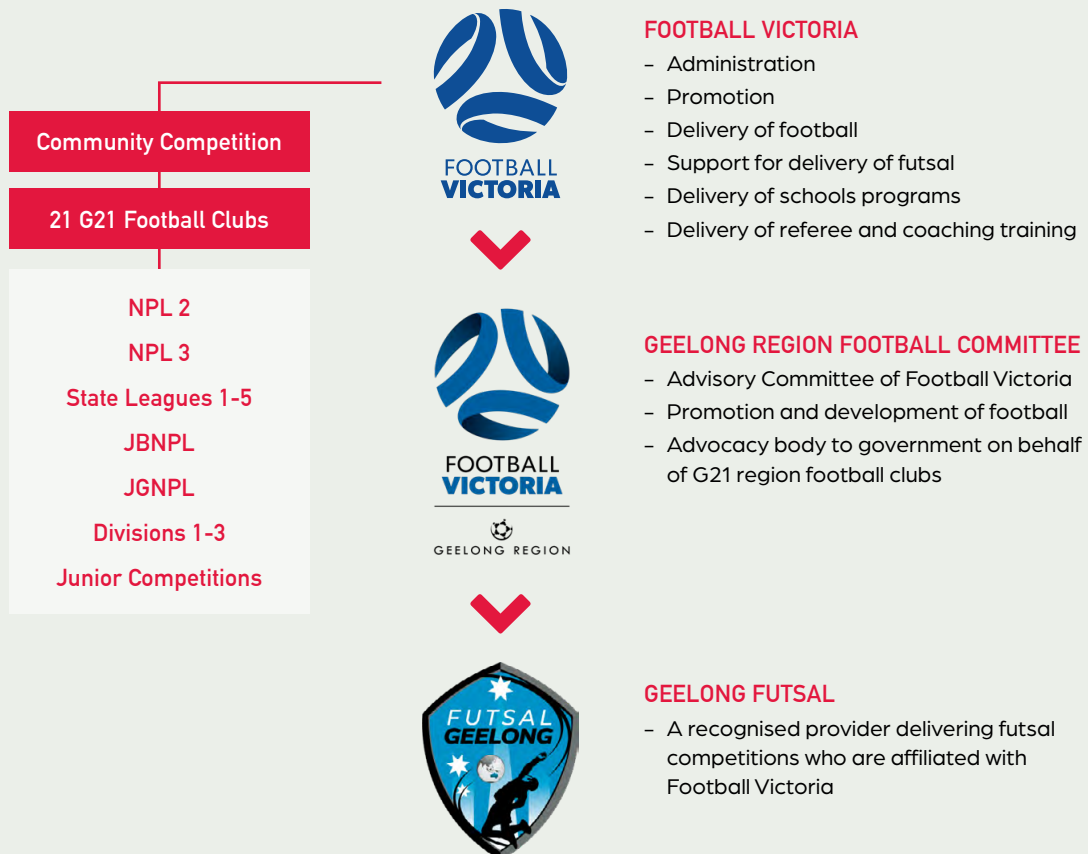 Community Competition
21 G21 Football Clubs
NPL 2
NPL 3
State Leagues 1-5
JBNPL
JGNPL
Divisions 1-3
Junior Competitions
FOOTBALL
VICTORIA
FOOTBALL VICTORIA
- Administration
- Promotion
- Delivery of football
- Support for delivery of futsal
- Delivery of schools programs
- Delivery of referee and coaching training
FOOTBALL
VICTORIA
GEELONG REGION
GEELONG REGION FOOTBALL COMMITTEE
- Advisory Committee of Football Victoria
- Promotion and development of football
- Advocacy body to government on behalf
of G21 region football clubs
FUTSAL
GEELONG
GEELONG FUTSAL
- A recognised provider delivering futsal
competitions who are affiliated with
Football Victoria